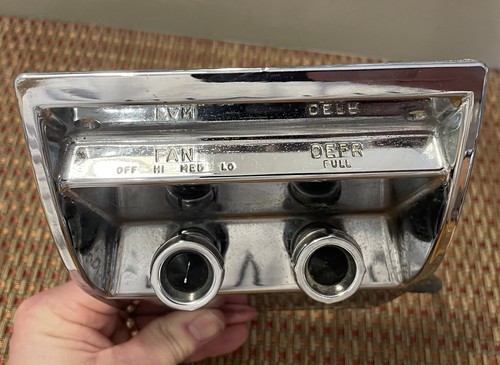 FAN DEFR
OFF HI MED LO FULL